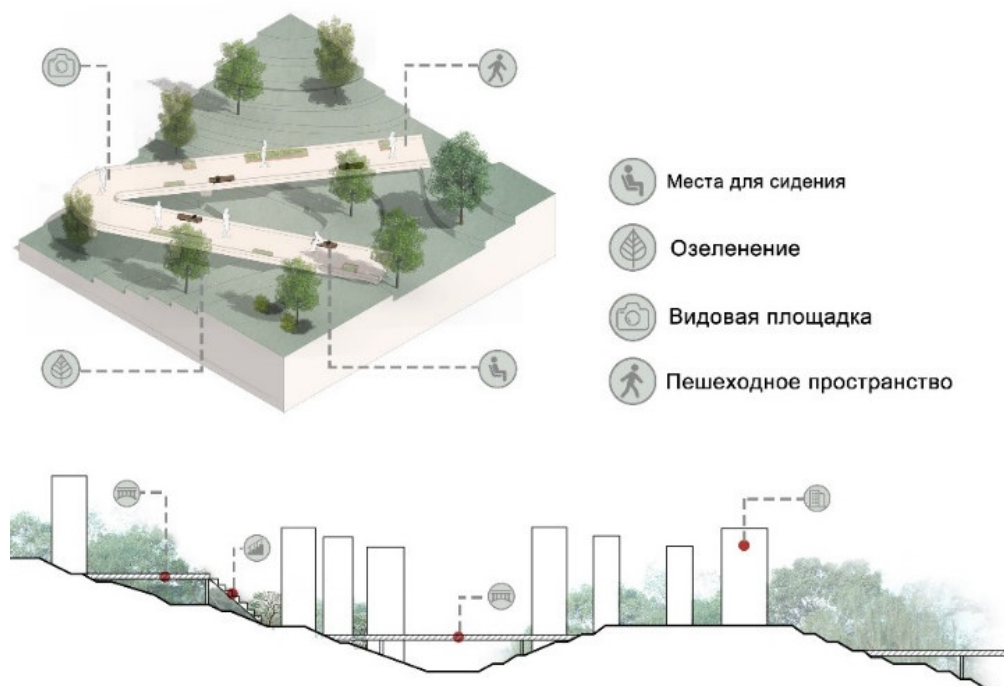 Места для сидения
Озеленение
Видовая площадка
Пешеходное пространство